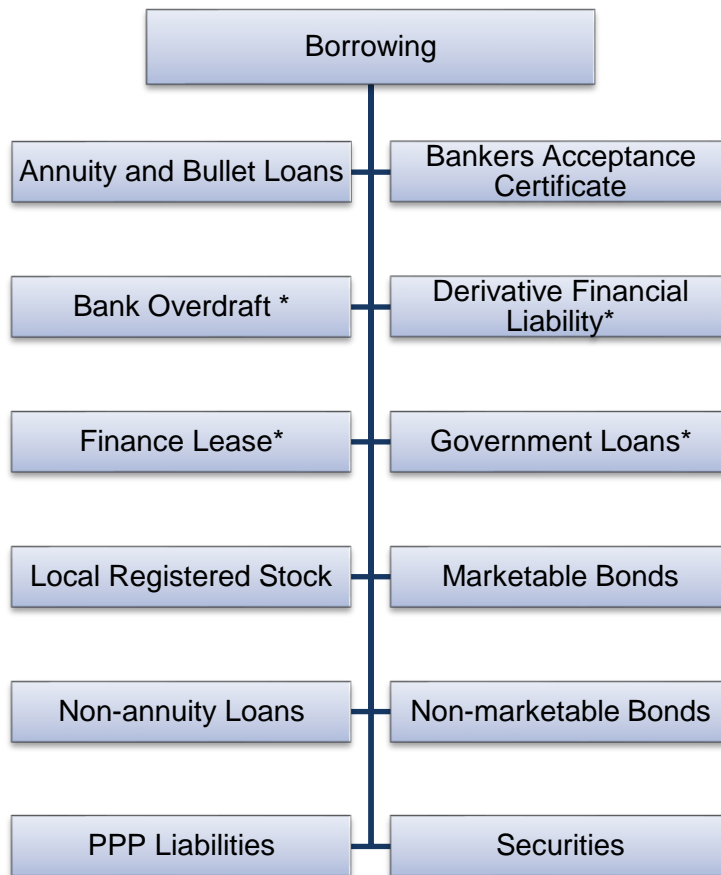 Borrowing
Annuity and Bullet Loans
Bankers Acceptance
Certificate
Bank Overdraft *
Derivative Financial
Liability*
Finance Lease*
Government Loans*
Local Registered Stock
Marketable Bonds
Non-annuity Loans
Non-marketable Bonds
PPP Liabilities
Securities